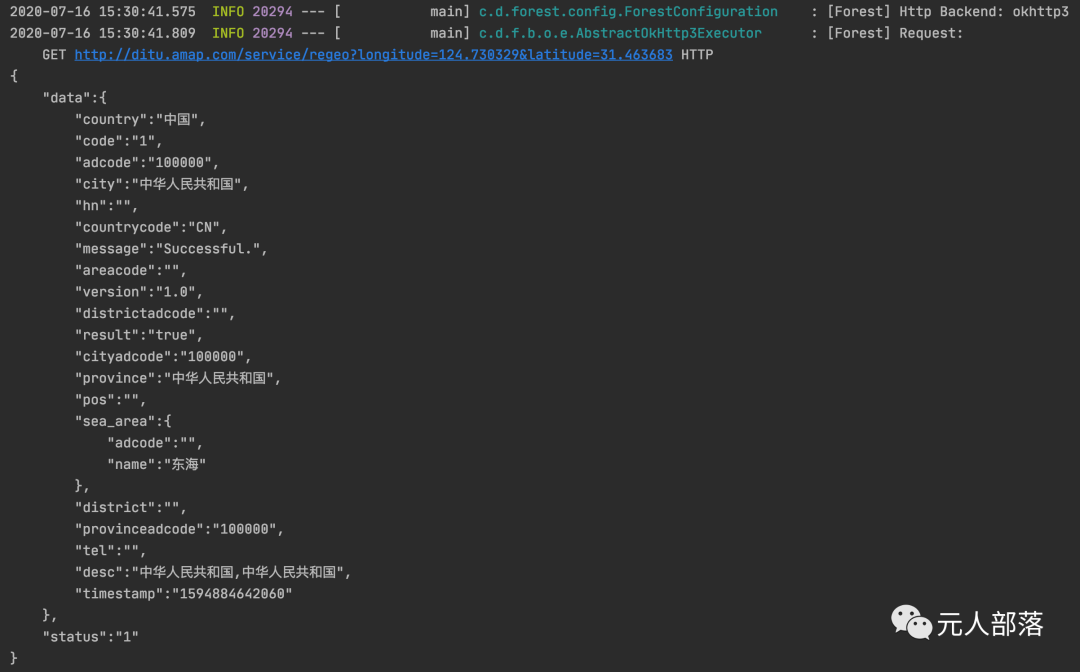 2020-07-16 15:30:41.575  INFO 20294 --- [           main] c.d.forest.config.ForestConfiguration    : [Forest] Http Backend: okhttp3
2020-07-16 15:30:41.809  INFO 20294 --- [           main] c.d.f.b.o.e.AbstractOkHttp3Executor      : [Forest] Request:
    GET http://ditu.amap.com/service/regeo?longitude=124.730329&latitude=31.463683 HTTP
{
    "data":{
        "country":"中国",
        "code":"1",
        "adcode":"100000",
        "city":"中华人民共和国",
        "hn":"",
        "countrycode":"CN",
        "message":"Successful.",
        "areacode":"",
        "version":"1.0",
        "districtadcode":"",
        "result":"true",
        "cityadcode":"100000",
        "province":"中华人民共和国",
        "pos":"",
        "sea_area":{
            "adcode":"",
            "name":"东海"
        },
        "district":"",
        "provinceadcode":"100000",
        "tel":"",
        "desc":"中华人民共和国,中华人民共和国",
        "timestamp":"1594884642060"
    },
    "status":"1"
}
元人部落